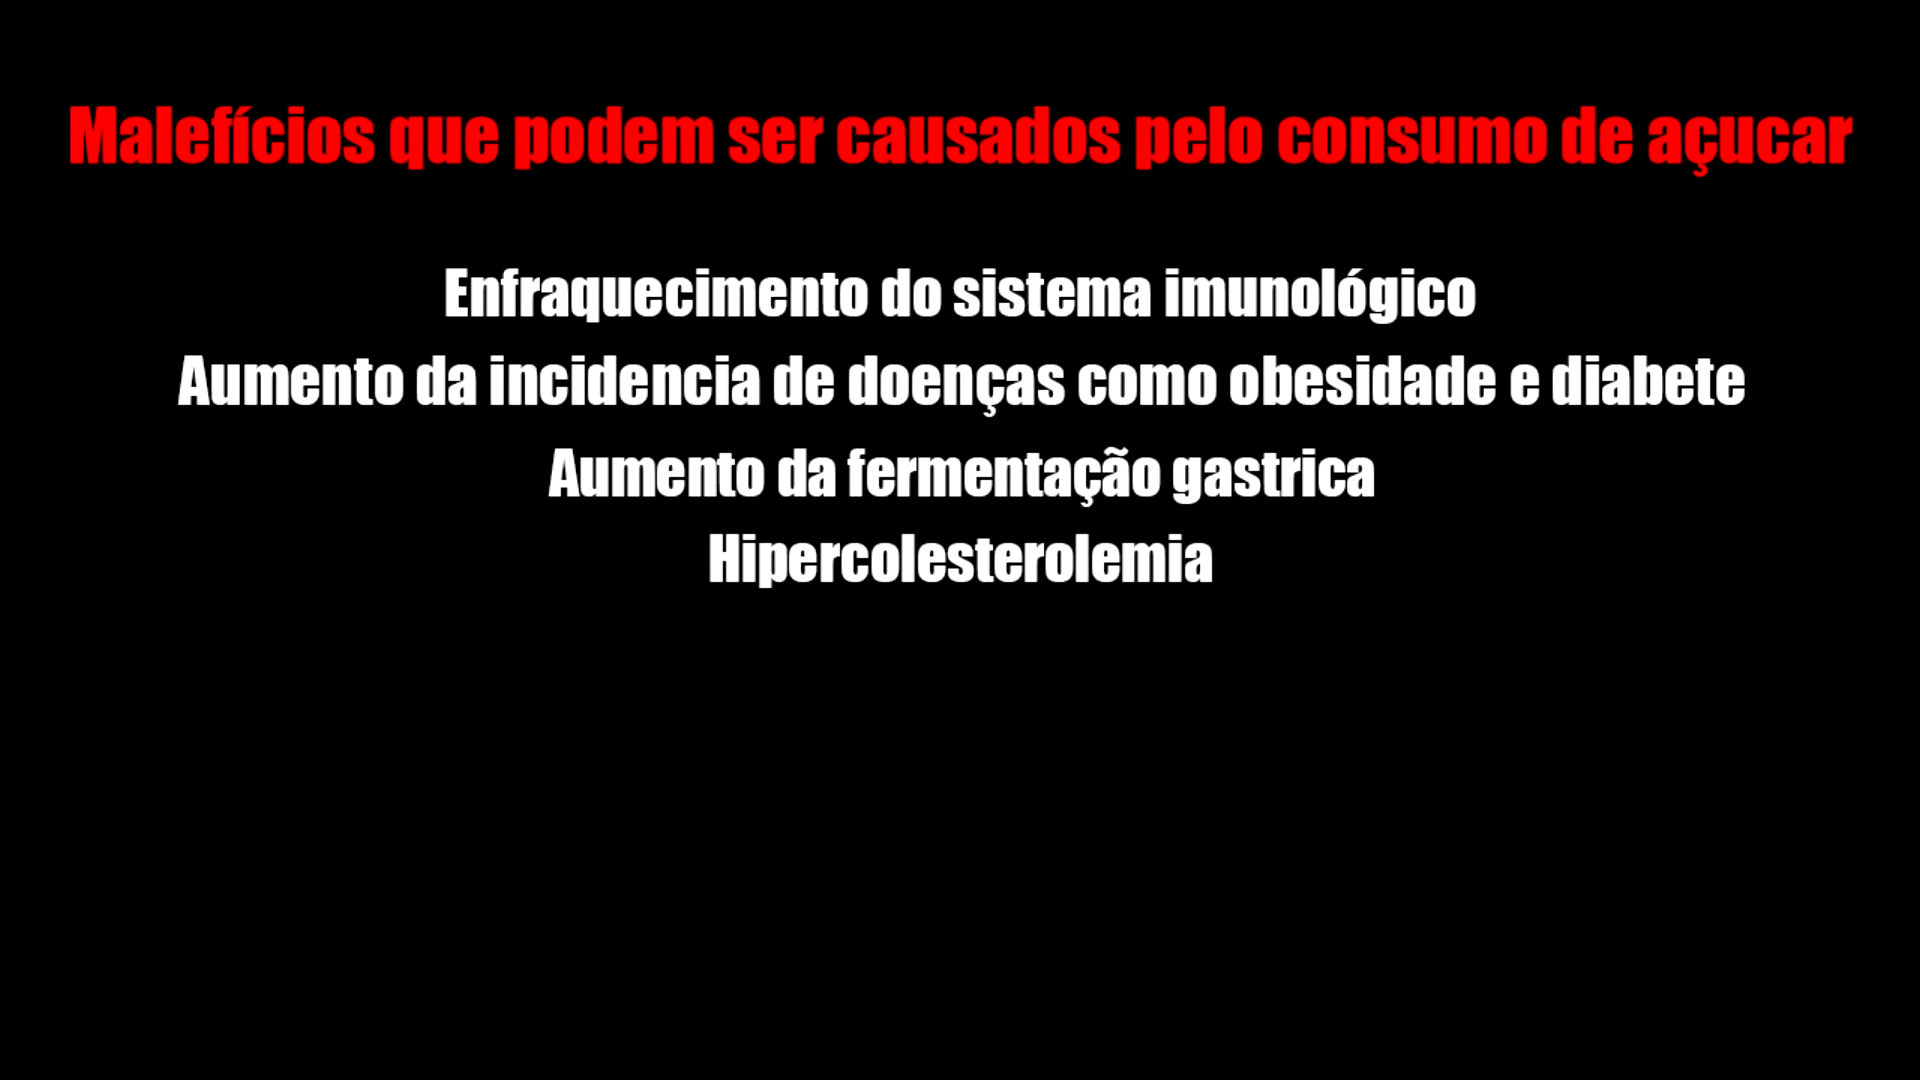 Malefícios que podem ser causados pelo consumo de açucar
Enfraquecimento do sistema imunológico
Aumento da incidencia de doenças como obesidade e diabete
Aumento da fermentação gastrica
Hipercolesterolemia